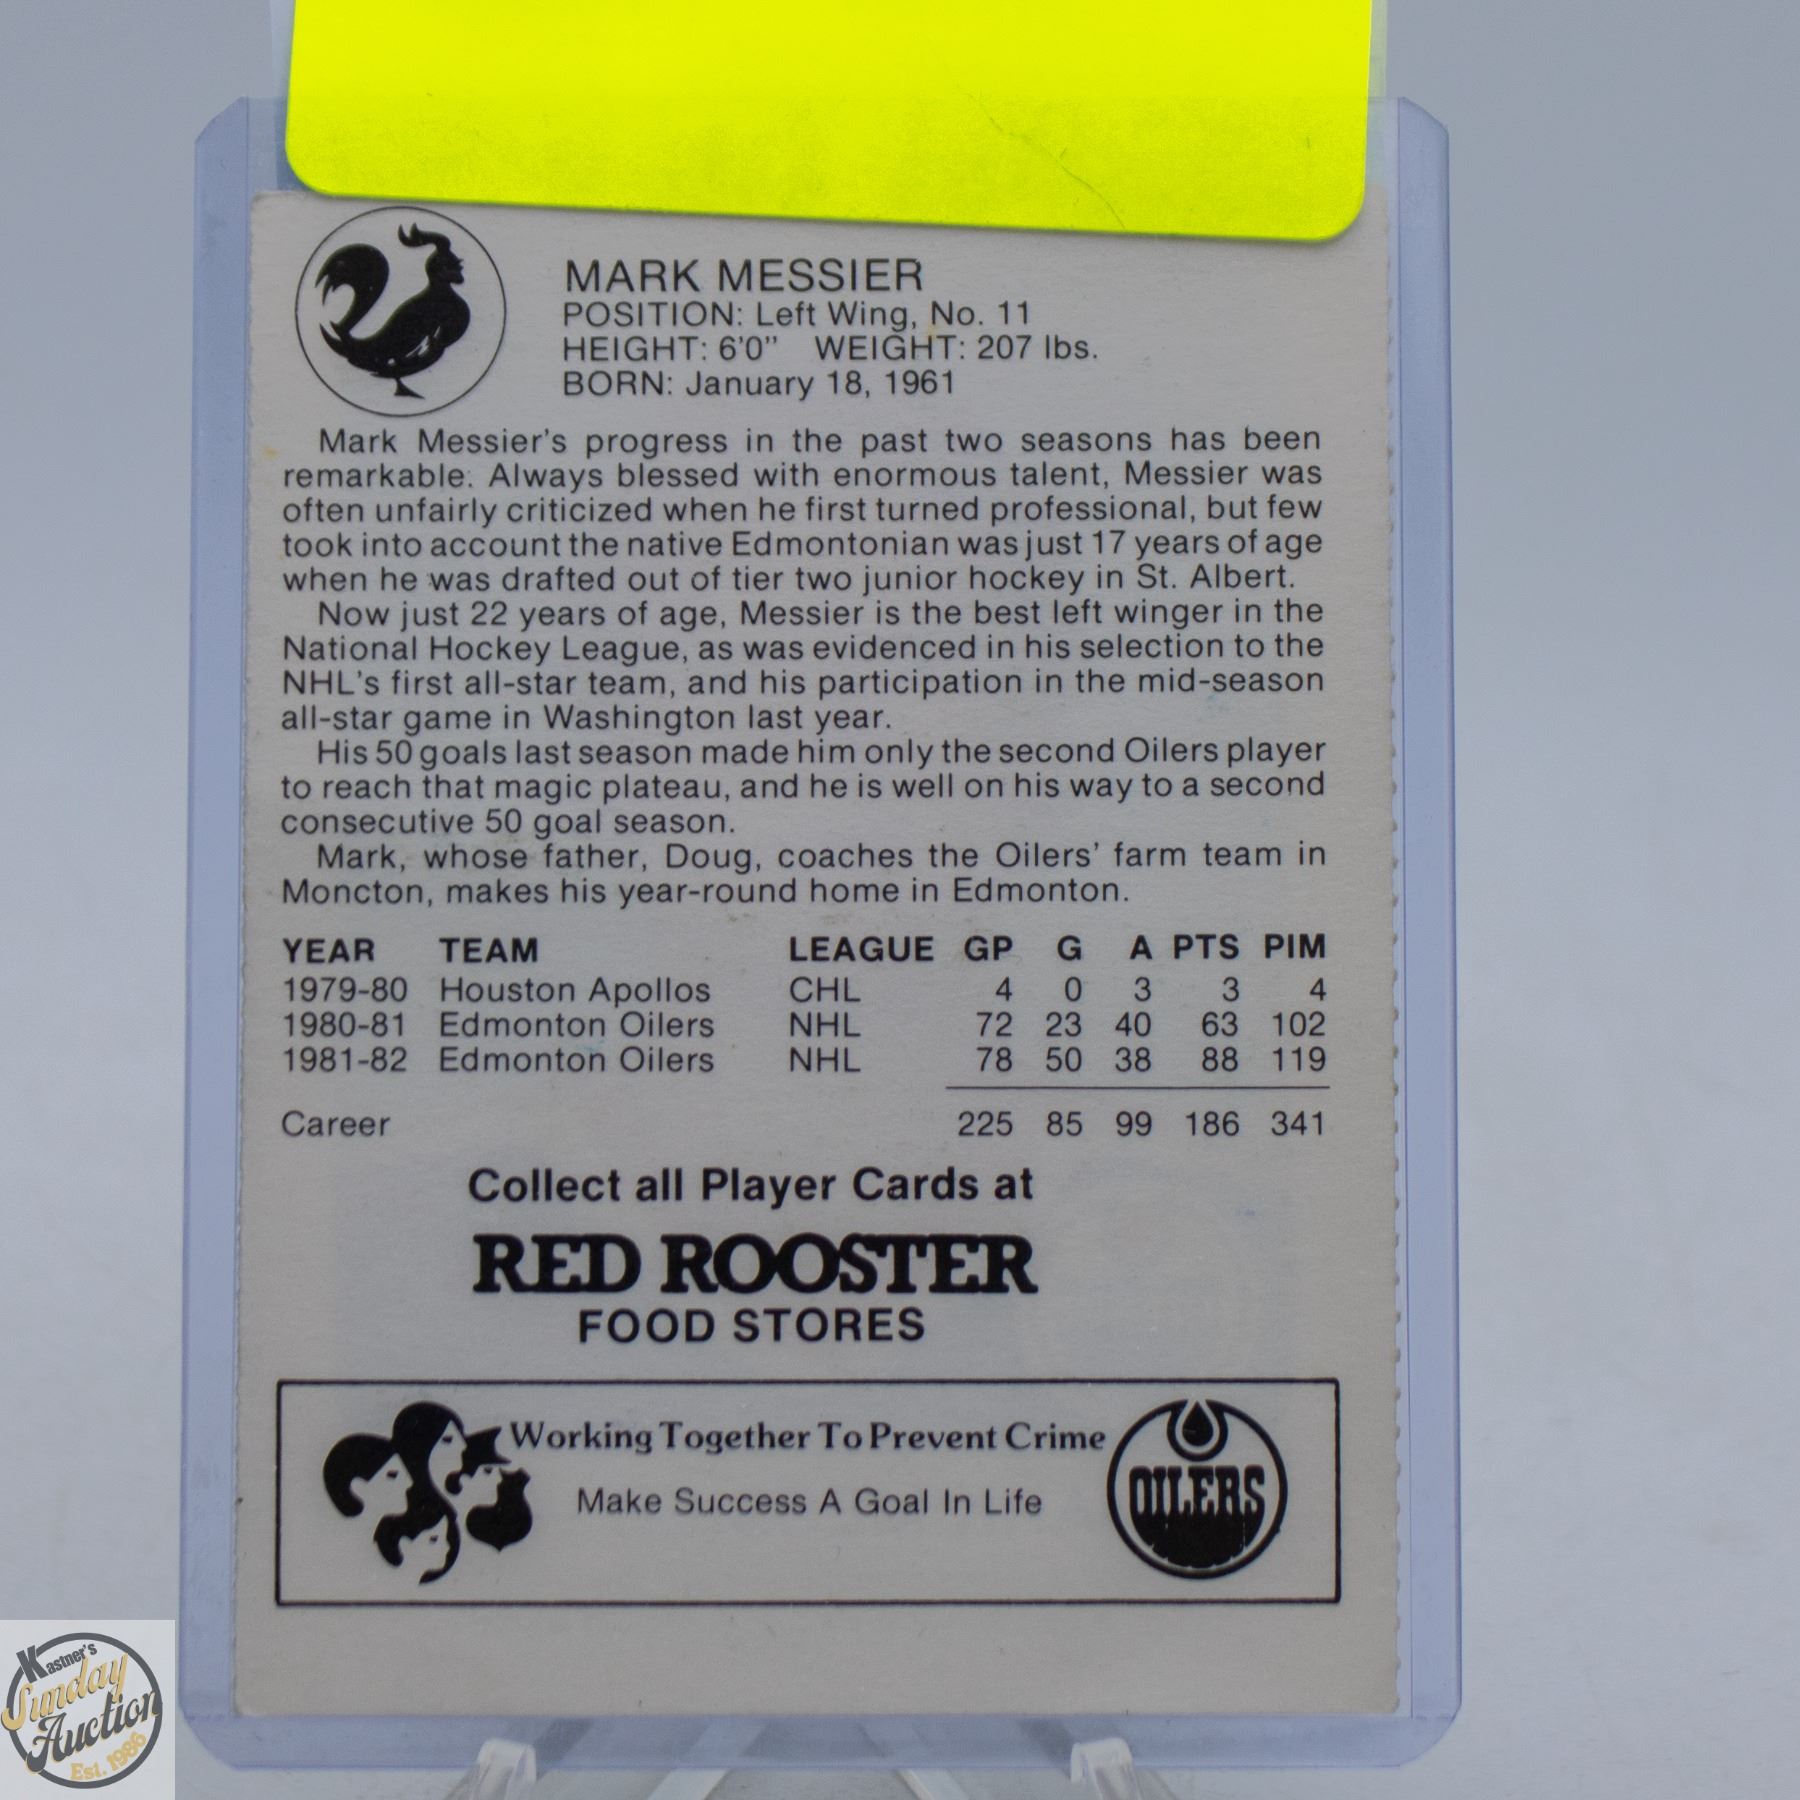 MARK MESSIER
POSITION: Left Wing, No. 11
HEIGHT: 6'0" WEIGHT: 207 lbs.
BORN: January 18, 1961
Mark Messier's progress in the past two seasons has been
remarkable. Always blessed with enormous talent, Messier was
often unfairly criticized when he first turned professional, but few
took into account the native Edmontonian was just 17 years of age
when he was drafted out of tier two junior hockey in St. Albert.
Now just 22 years of age, Messier is the best left winger in the
National Hockey League, as was evidenced in his selection to the
NHL's first all-star team, and his participation in the mid-season
all-star game in Washington last year.
His 50 goals last season made him only the second Oilers player
to reach that magic plateau, and he is well on his way to a second
consecutive 50 goal season.
Mark, whose father, Doug, coaches the Oilers' farm team in
Moncton, makes his year-round home in Edmonton.
YEAR TEAM LEAGUE GP G A PTS PIM
1979-80 Houston Apollos CHL 4 0 3 3 4
1980-81 Edmonton Oilers NHL 72 23 40 63 102
1981-82 Edmonton Oilers NHL 78 50 38 88 119
Career 225 85 99 186 341
Collect all Player Cards at
RED ROOSTER
FOOD STORES
Working Together To Prevent Crime
Make Success A Goal In Life
OILERS
Kastner's
Sunday
Auction
Est. 1986